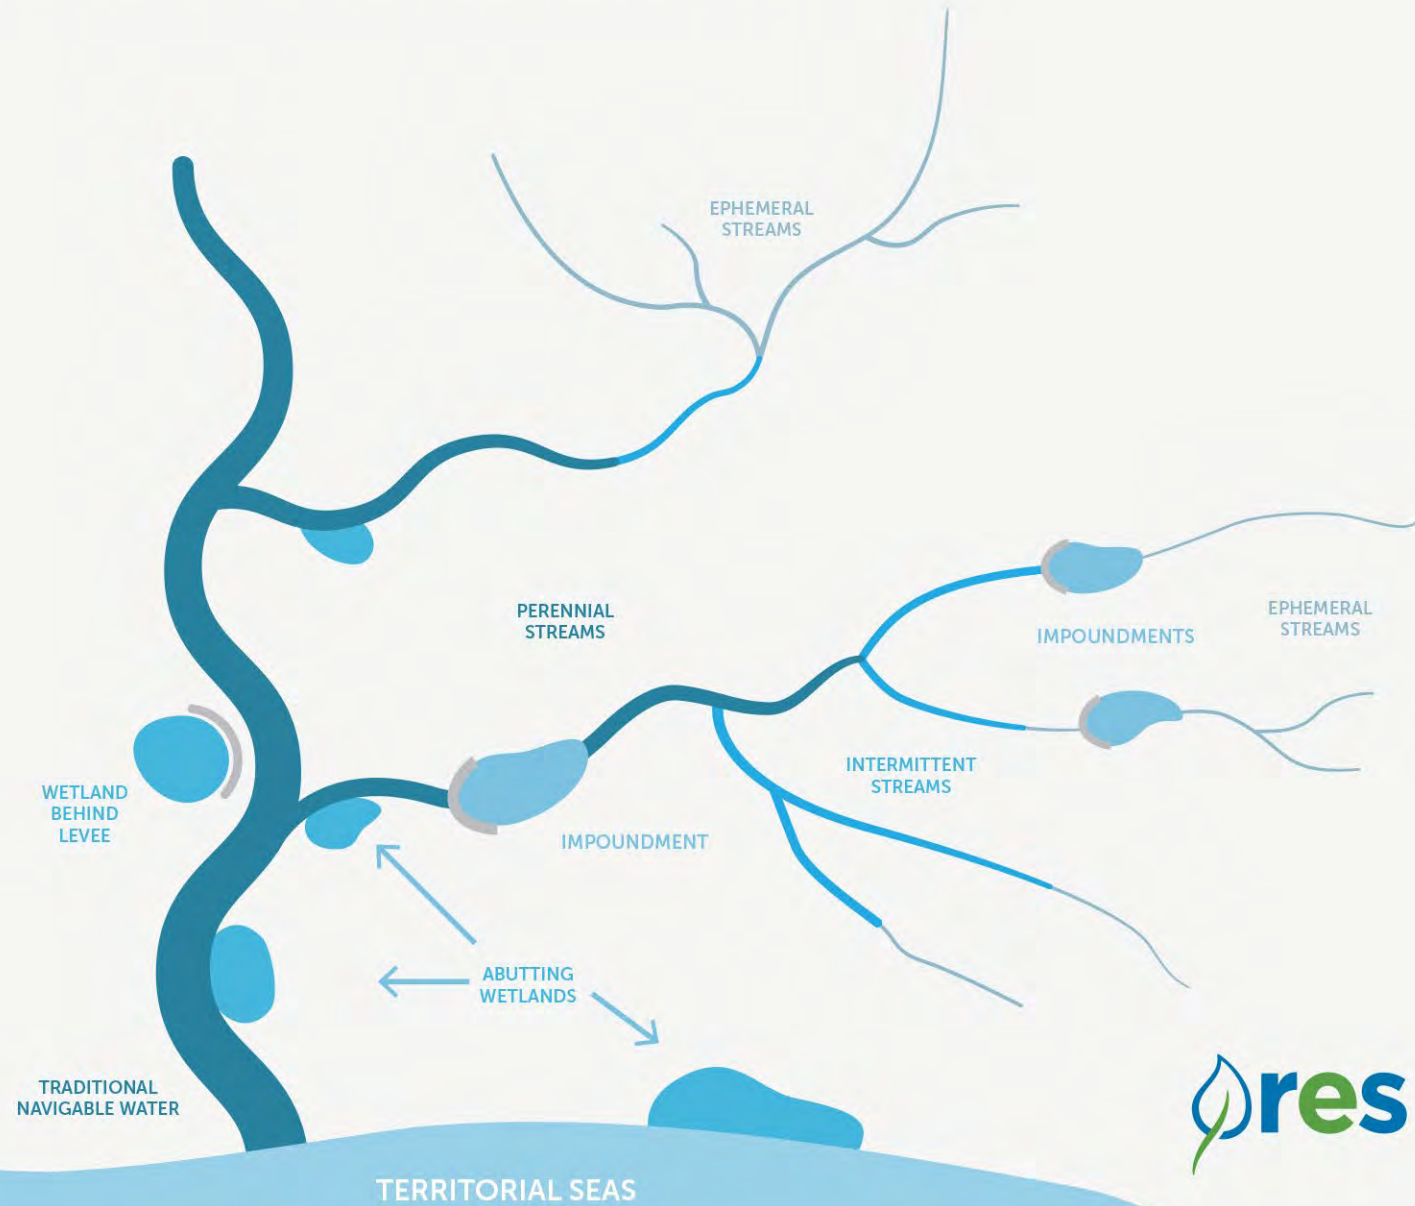 EPHEMERAL
STREAMS
PERENNIAL
STREAMS
EPHEMERAL
STREAMS
IMPOUNDMENTS
INTERMITTENT
STREAMS
WETLAND
BEHIND
LEVEE
IMPOUNDMENT
ABUTTING
WETLANDS
TRADITIONAL
NAVIGABLE WATER
res
TERRITORIAL SEAS